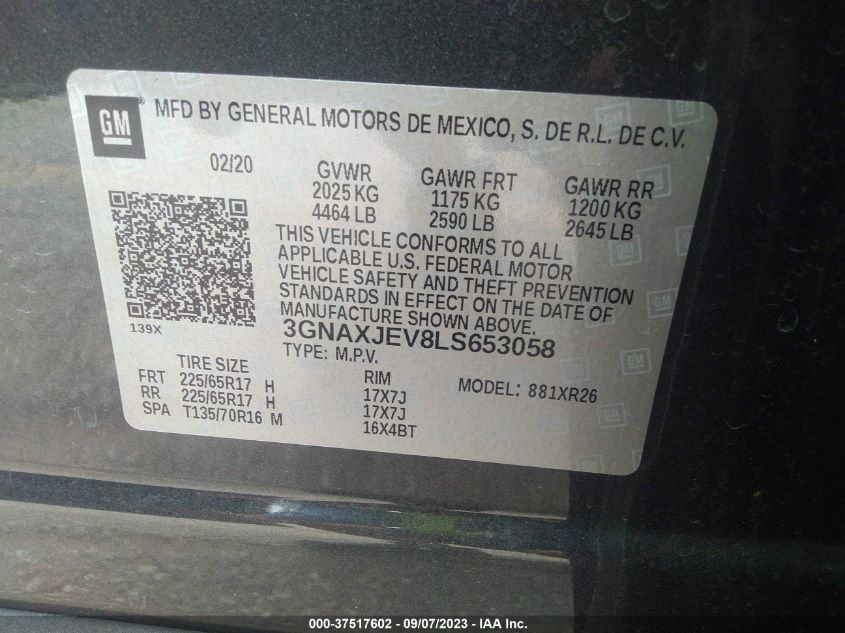 GM
MFD BY GENERAL MOTORS DE MEXICO, S. DE R.L. DE C.V.
02/20 GVWR GAWR FRT GAWR RR
2025 KG 1175 KG 1200 KG
4464 LB 2590 LB 2645 LB
THIS VEHICLE CONFORMS TO ALL
APPLICABLE U.S. FEDERAL MOTOR
VEHICLE SAFETY AND THEFT PREVENTION
STANDARDS IN EFFECT ON THE DATE OF
MANUFACTURE SHOWN ABOVE.
139X
3GNAXJEV8LS653058
TYPE: M.P.V.
TIRE SIZE RIM MODEL: 881XR26
FRT 225/65R17 H 17X7J
RR 225/65R17 H 17X7J
SPA T135/70R16 M 16X4BT
000-37517602 - 09/07/2023 - IAA Inc.